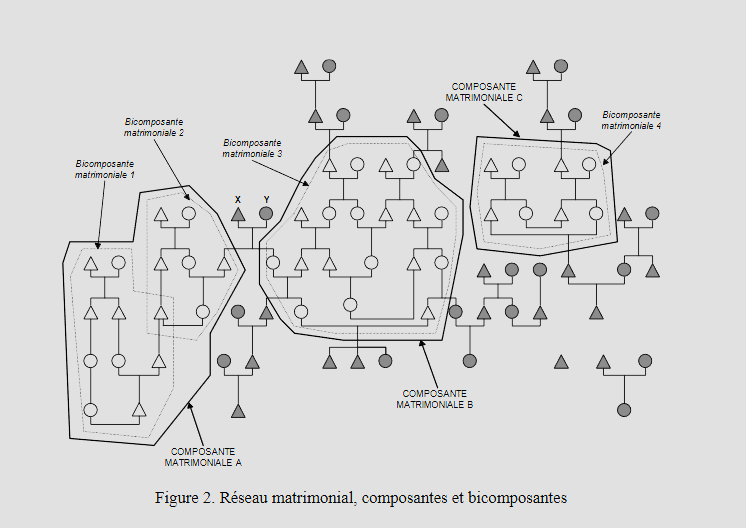 COMPOSANTE
MATRIMONIALE C
Bicomposante
matrimoniale 4
Bicomposante
matrimoniale 2
Bicomposante
matrimoniale 3
Bicomposante
matrimoniale 1
X Y
COMPOSANTE
MATRIMONIALE B
COMPOSANTE
MATRIMONIALE A
Figure 2. Réseau matrimonial, composantes et bicomposantes